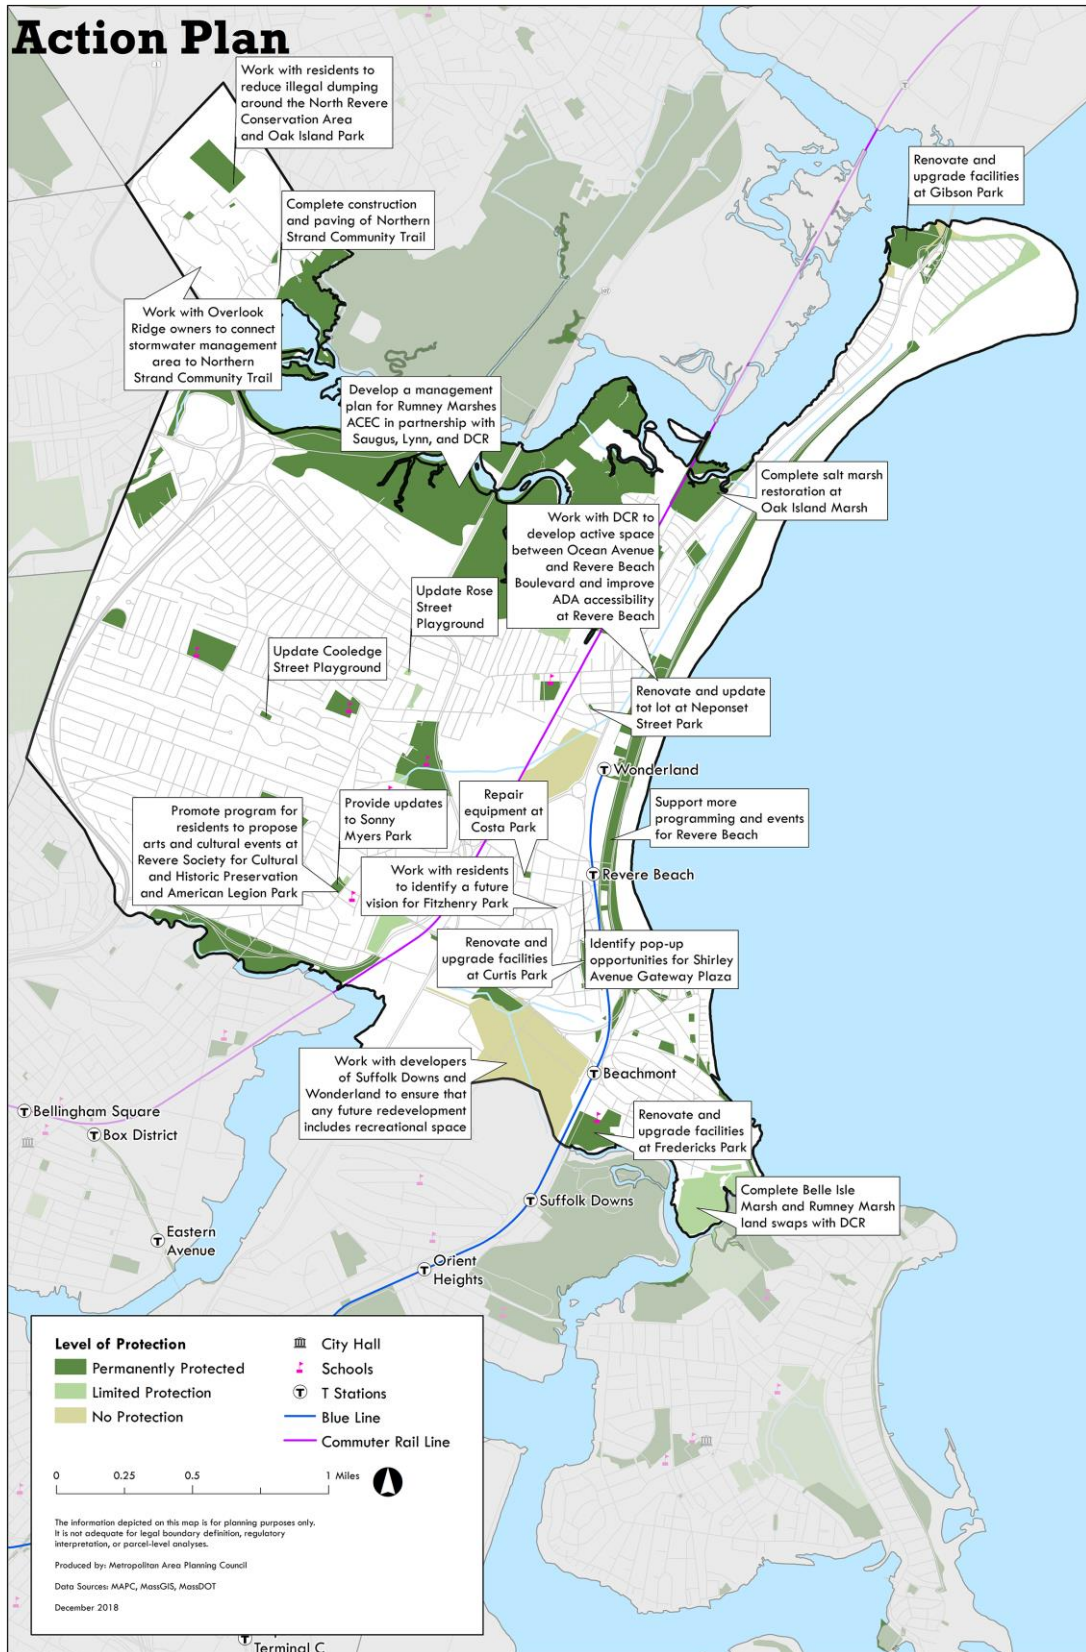 Action Plan
Work with residents to
reduce illegal dumping
around the North Revere
Conservation Area
and Oak Island Park
Renovate and
upgrade facilities
at Gibson Park
Complete construction
and paving of Northern
Strand Community Trail
Work with Overlook
Ridge owners to connect
stormwater management
area to Northern
Strand Community Trail
Develop a management
plan for Rumney Marshes
ACEC in partnership with
Saugus, Lynn, and DCR
Complete salt marsh
restoration at
Oak Island Marsh
Work with DCR to
develop active space
between Ocean Avenue
and Revere Beach
Boulevard and improve
ADA accessibility
at Revere Beach
Update Rose
Street
Playground
Update Cooledge
Street Playground
Renovate and update
tot lot at Neponset
Street Park
Wonderland
Promote program for
residents to propose
arts and cultural events at
Revere Society for Cultural
and Historic Preservation
and American Legion Park
Provide updates
to Sonny
Myers Park
Repair
equipment at
Costa Park
Support more
programming and events
for Revere Beach
Work with residents
to identify a future
vision for Fitzhenry Park
Revere Beach
Renovate and
upgrade facilities
at Curtis Park
Identify pop-up
opportunities for Shirley
Avenue Gateway Plaza
Work with developers
of Suffolk Downs and
Wonderland to ensure that
any future redevelopment
includes recreational space
Beachmont
Bellingham Square
Box District
Renovate and
upgrade facilities
at Fredericks Park
Complete Belle Isle
Marsh and Rumney Marsh
land swaps with DCR
Suffolk Downs
Eastern
Avenue
Orient
Heights
Level of Protection
Permanently Protected
Limited Protection
No Protection
City Hall
Schools
T Stations
Blue Line
Commuter Rail Line
0 0.25 0.5 1 Miles
The information depicted on this map is for planning purposes only.
It is not adequate for legal boundary definition, regulatory
interpretation, or parcel-level analyses.
Produced by: Metropolitan Area Planning Council
Data Sources: MAPC, MassGIS, MassDOT
December 2018
Terminal C